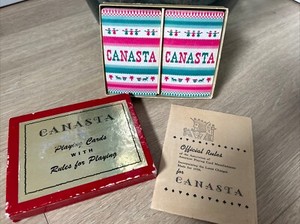 CANASTA
CANASTA
CANASTA
Playing Cards
WITH
Rules for Playing
Official Rules
for
CANASTA